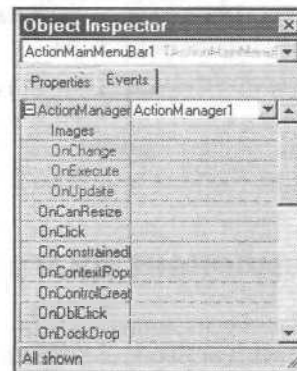 Object Inspector
ActionMainMenuBar1
Properties Events
ActionManager ActionManager1
Images
OnChange
OnExecute
OnUpdate
OnCanResize
OnClick
OnConstrained
OnContextPopu
OnControlCreat
OnDblClick
OnDockDrop
All shown